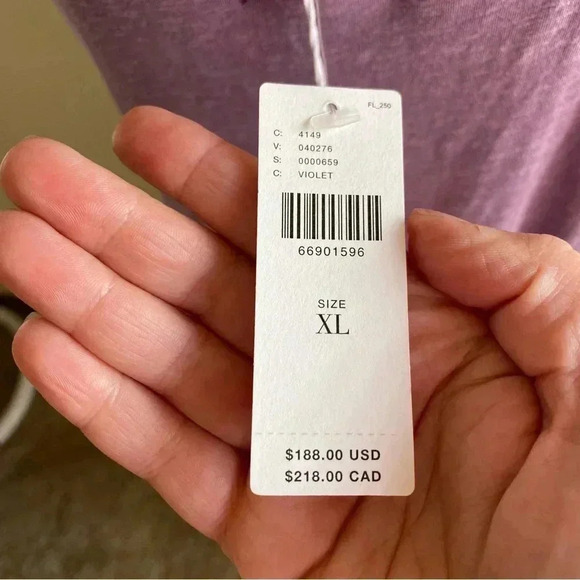 FL_250
C: 4149
V: 040276
S: 0000659
C: VIOLET
66901596
SIZE
XL
$188.00 USD
$218.00 CAD